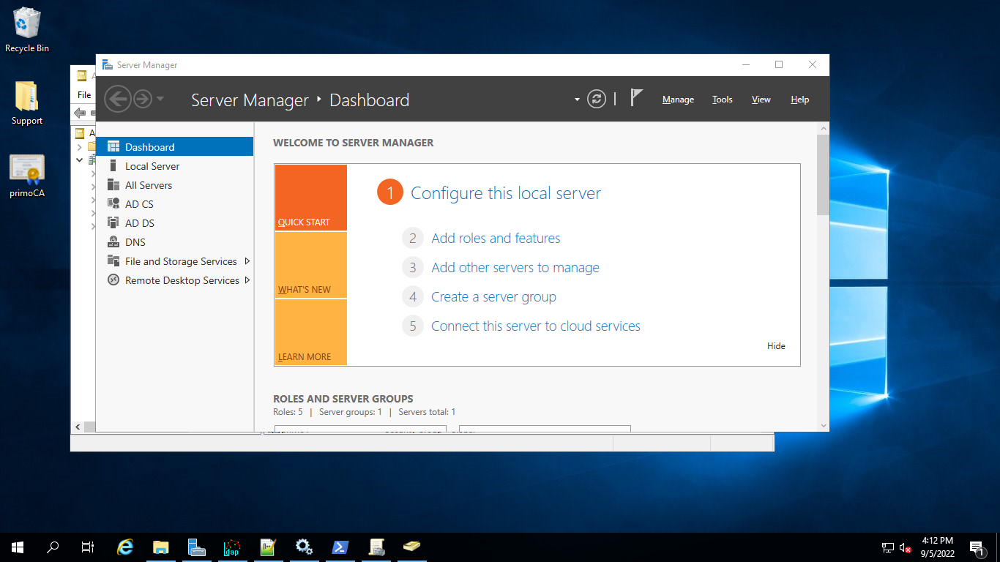 Recycle Bin
Support
primoCA
File
Server Manager
Server Manager ‣ Dashboard
Manage
Tools
View
Help
Dashboard
Local Server
All Servers
AD CS
AD DS
DNS
File and Storage Services
Remote Desktop Services
WELCOME TO SERVER MANAGER
QUICK START
WHAT'S NEW
LEARN MORE
1 Configure this local server
2 Add roles and features
3 Add other servers to manage
4 Create a server group
5 Connect this server to cloud services
Hide
ROLES AND SERVER GROUPS
Roles: 5 | Server groups: 1 | Servers total: 1
ldap
4:12 PM
9/5/2022
1